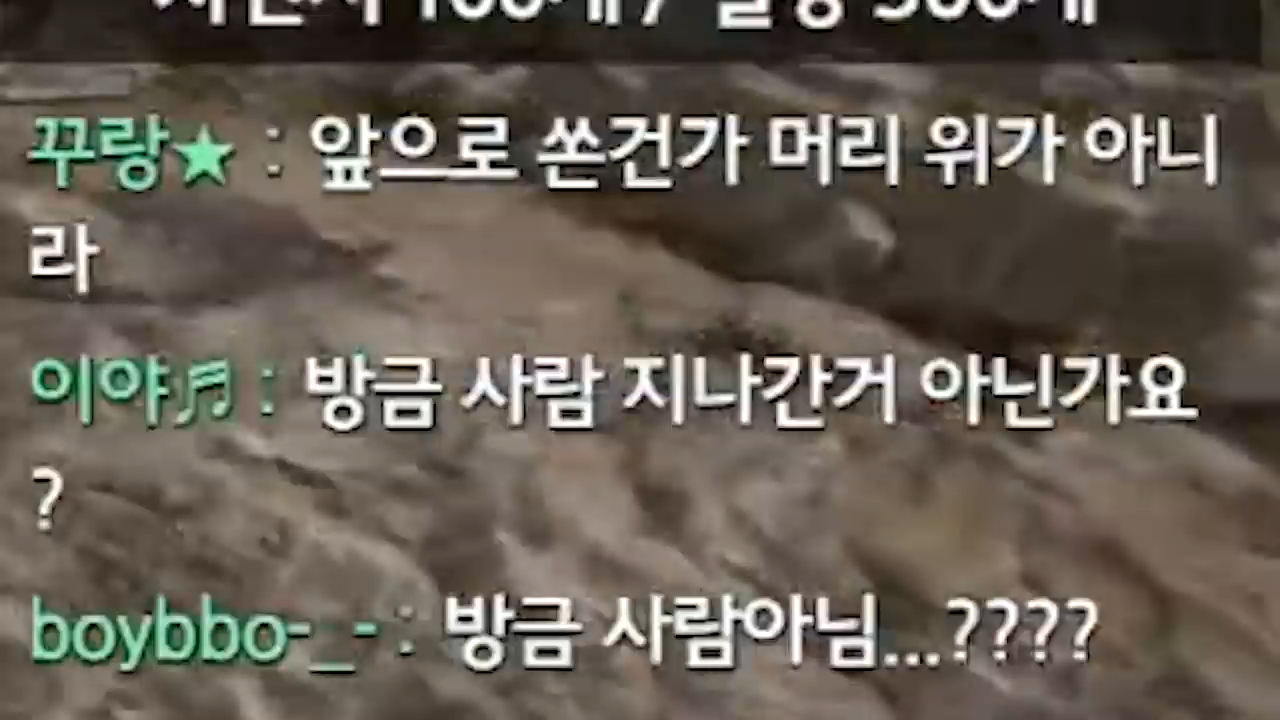 꾸랑★ : 앞으로 쏜건가 머리 위가 아니
라
이야♬ : 방금 사람 지나간거 아닌가요
?
boybbo-_- : 방금 사람아님...????